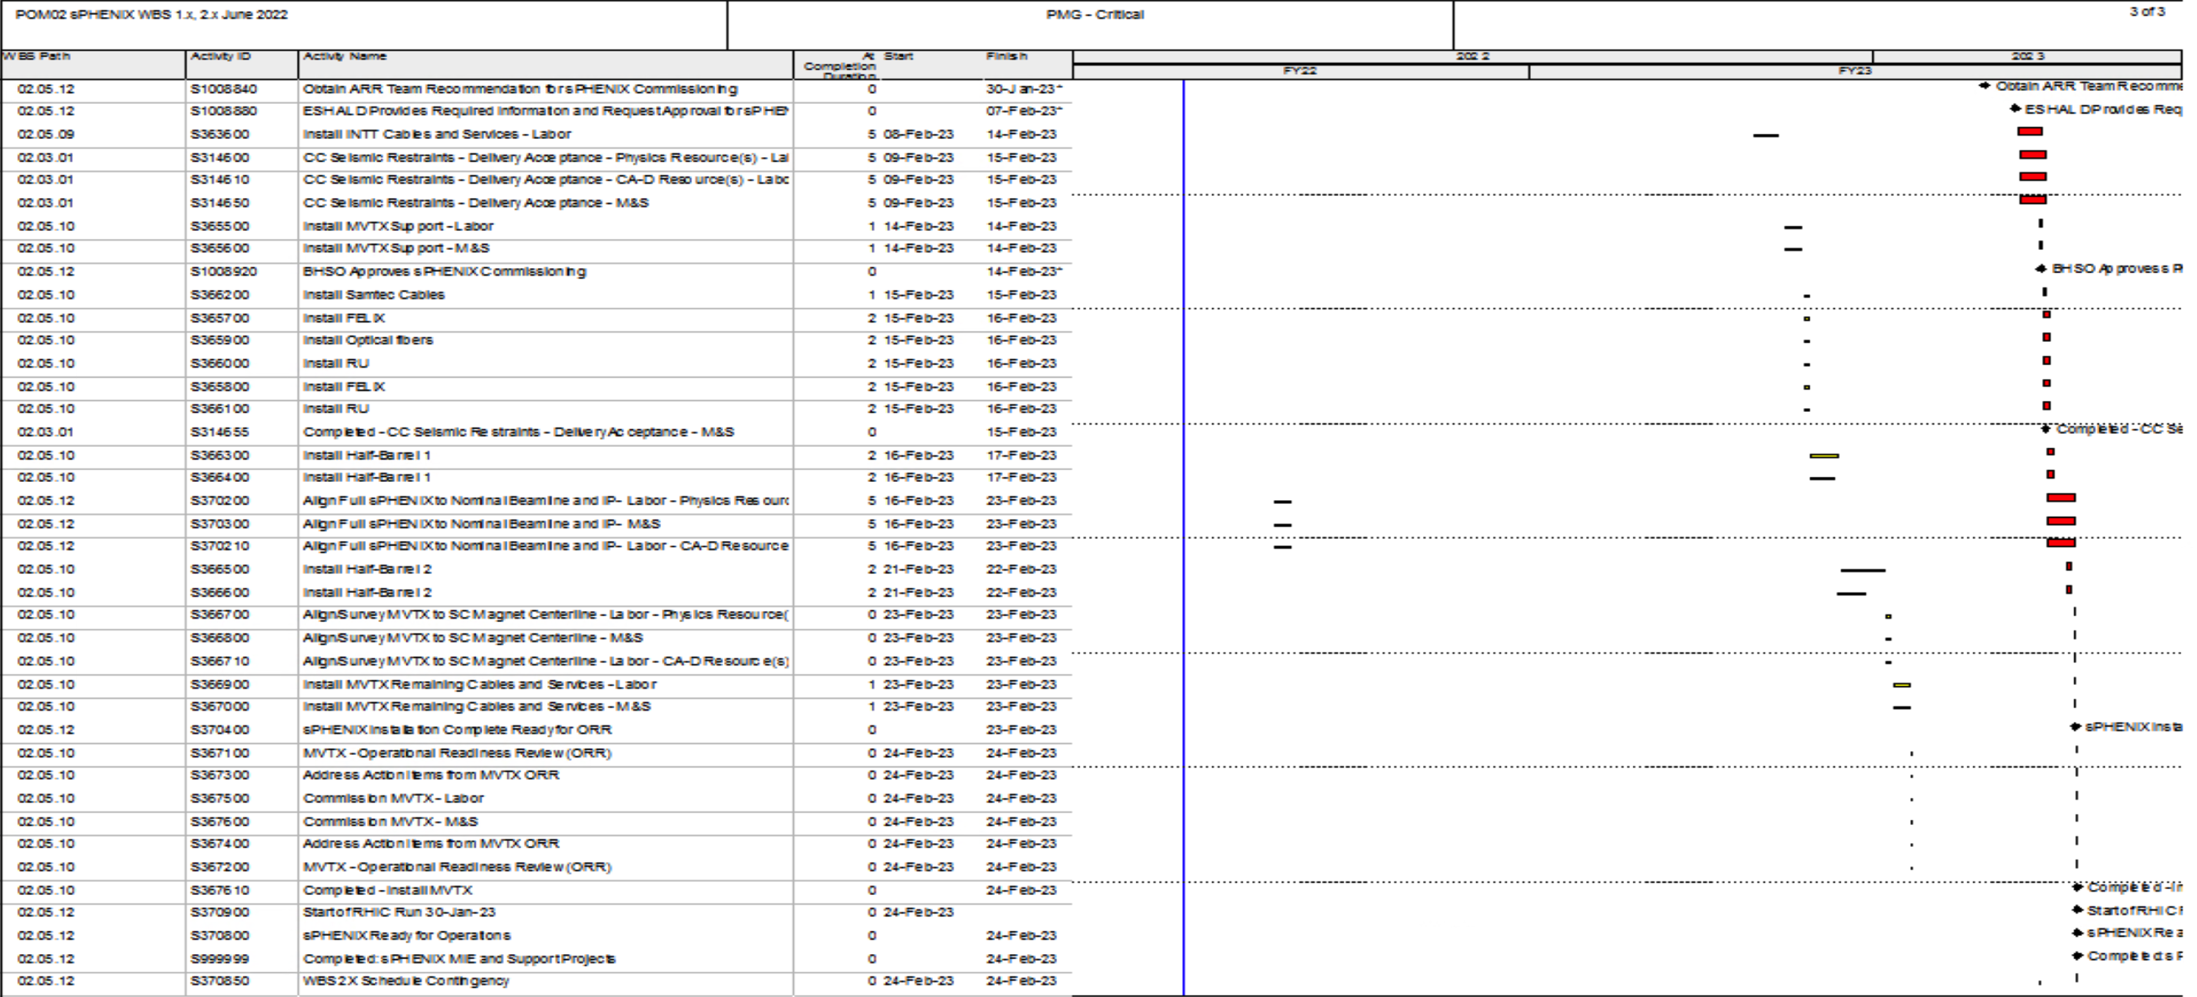 POM02 sPHENIX WBS 1.x, 2.x June 2022 PMG - Critical 3 of 3
WBS Path Activity ID Activity Name At Completion Duration Start Finish 2022 2023
FY22 FY23
02.05.12 S1008840 Obtain ARR Team Recommendation for sPHENIX Commissioning 0 30-Jan-23* Obtain ARR Team Recomme
02.05.12 S1008880 ESHALD Provides Required Information and Request Approval for sPHEN 0 07-Feb-23* ESHALD Provides Req
02.05.09 S363600 Install INTT Cables and Services - Labor 5 08-Feb-23 14-Feb-23
02.03.01 S314600 CC Seismic Restraints - Delivery Acceptance - Physics Resource(s) - Lal 5 09-Feb-23 15-Feb-23
02.03.01 S314610 CC Seismic Restraints - Delivery Acceptance - CA-D Resource(s) - Labc 5 09-Feb-23 15-Feb-23
02.03.01 S314650 CC Seismic Restraints - Delivery Acceptance - M&S 5 09-Feb-23 15-Feb-23
02.05.10 S365500 Install MVTX Support - Labor 1 14-Feb-23 14-Feb-23
02.05.10 S365600 Install MVTX Support - M&S 1 14-Feb-23 14-Feb-23
02.05.12 S1008920 BHSO Approves sPHENIX Commissioning 0 14-Feb-23* BHSO Approves s P
02.05.10 S366200 Install Samtec Cables 1 15-Feb-23 15-Feb-23
02.05.10 S365700 Install FELIX 2 15-Feb-23 16-Feb-23
02.05.10 S365900 Install Optical fibers 2 15-Feb-23 16-Feb-23
02.05.10 S366000 Install RU 2 15-Feb-23 16-Feb-23
02.05.10 S365800 Install FELIX 2 15-Feb-23 16-Feb-23
02.05.10 S366100 Install RU 2 15-Feb-23 16-Feb-23
02.03.01 S314655 Completed - CC Seismic Restraints - Delivery Acceptance - M&S 0 15-Feb-23 Completed - CC Se
02.05.10 S366300 Install Half-Barrel 1 2 16-Feb-23 17-Feb-23
02.05.10 S366400 Install Half-Barrel 1 2 16-Feb-23 17-Feb-23
02.05.12 S370200 Align Full sPHENIX to Nominal Beamline and IP- Labor - Physics Resourc 5 16-Feb-23 23-Feb-23
02.05.12 S370300 Align Full sPHENIX to Nominal Beamline and IP- M&S 5 16-Feb-23 23-Feb-23
02.05.12 S370210 Align Full sPHENIX to Nominal Beamline and IP- Labor - CA-D Resource 5 16-Feb-23 23-Feb-23
02.05.10 S366500 Install Half-Barrel 2 2 21-Feb-23 22-Feb-23
02.05.10 S366600 Install Half-Barrel 2 2 21-Feb-23 22-Feb-23
02.05.10 S366700 Align/Survey MVTX to SC Magnet Centerline - Labor - Physics Resource( 0 23-Feb-23 23-Feb-23
02.05.10 S366800 Align/Survey MVTX to SC Magnet Centerline - M&S 0 23-Feb-23 23-Feb-23
02.05.10 S366710 Align/Survey MVTX to SC Magnet Centerline - Labor - CA-D Resource(s) 0 23-Feb-23 23-Feb-23
02.05.10 S366900 Install MVTX Remaining Cables and Services - Labor 1 23-Feb-23 23-Feb-23
02.05.10 S367000 Install MVTX Remaining Cables and Services - M&S 1 23-Feb-23 23-Feb-23
02.05.12 S370400 sPHENIX Installation Complete Ready for ORR 0 23-Feb-23 sPHENIX Insta
02.05.10 S367100 MVTX - Operational Readiness Review (ORR) 0 24-Feb-23 24-Feb-23
02.05.10 S367300 Address Action Items from MVTX ORR 0 24-Feb-23 24-Feb-23
02.05.10 S367500 Commission MVTX - Labor 0 24-Feb-23 24-Feb-23
02.05.10 S367600 Commission MVTX - M&S 0 24-Feb-23 24-Feb-23
02.05.10 S367400 Address Action Items from MVTX ORR 0 24-Feb-23 24-Feb-23
02.05.10 S367200 MVTX - Operational Readiness Review (ORR) 0 24-Feb-23 24-Feb-23
02.05.10 S367610 Completed - Install MVTX 0 24-Feb-23 Completed - In
02.05.12 S370900 Start of RHIC Run 30-Jan-23 0 24-Feb-23 Start of RHIC F
02.05.12 S370800 sPHENIX Ready for Operations 0 24-Feb-23 sPHENIX Rea
02.05.12 S999999 Completed: sPHENIX MIE and Support Projects 0 24-Feb-23 Completed: s P
02.05.12 S370850 WBS 2.X Schedule Contingency 0 24-Feb-23 24-Feb-23